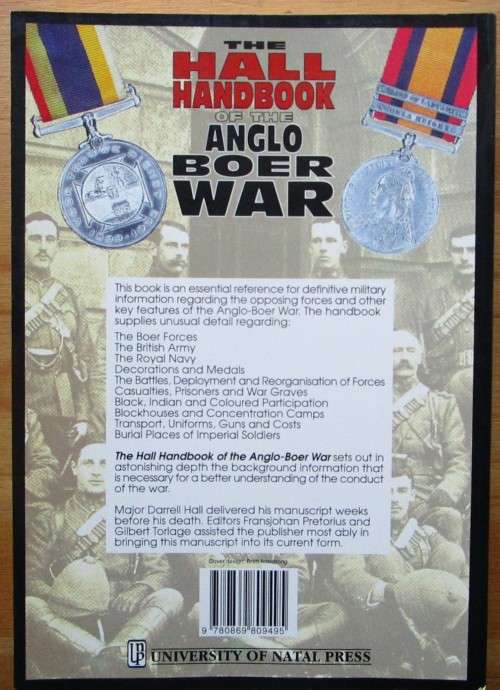 THE
HALL
HANDBOOK
OF THE
ANGLO
BOER
WAR
This book is an essential reference for definitive military
information regarding the opposing forces and other
key features of the Anglo-Boer War. The handbook
supplies unusual detail regarding:
The Boer Forces
The British Army
The Royal Navy
Decorations and Medals
The Battles, Deployment and Reorganisation of Forces
Casualties, Prisoners and War Graves
Black, Indian and Coloured Participation
Blockhouses and Concentration Camps
Transport, Uniforms, Guns and Costs
Burial Places of Imperial Soldiers
The Hall Handbook of the Anglo-Boer War sets out in
astonishing depth the background information that
is necessary for a better understanding of the conduct
of the war.
Major Darrell Hall delivered his manuscript weeks
before his death. Editors Fransjohan Pretorius and
Gilbert Torlage assisted the publisher most ably in
bringing this manuscript into its current form.
Cover design: Brett Armstrong
9 780869 809495
UNIVERSITY OF NATAL PRESS